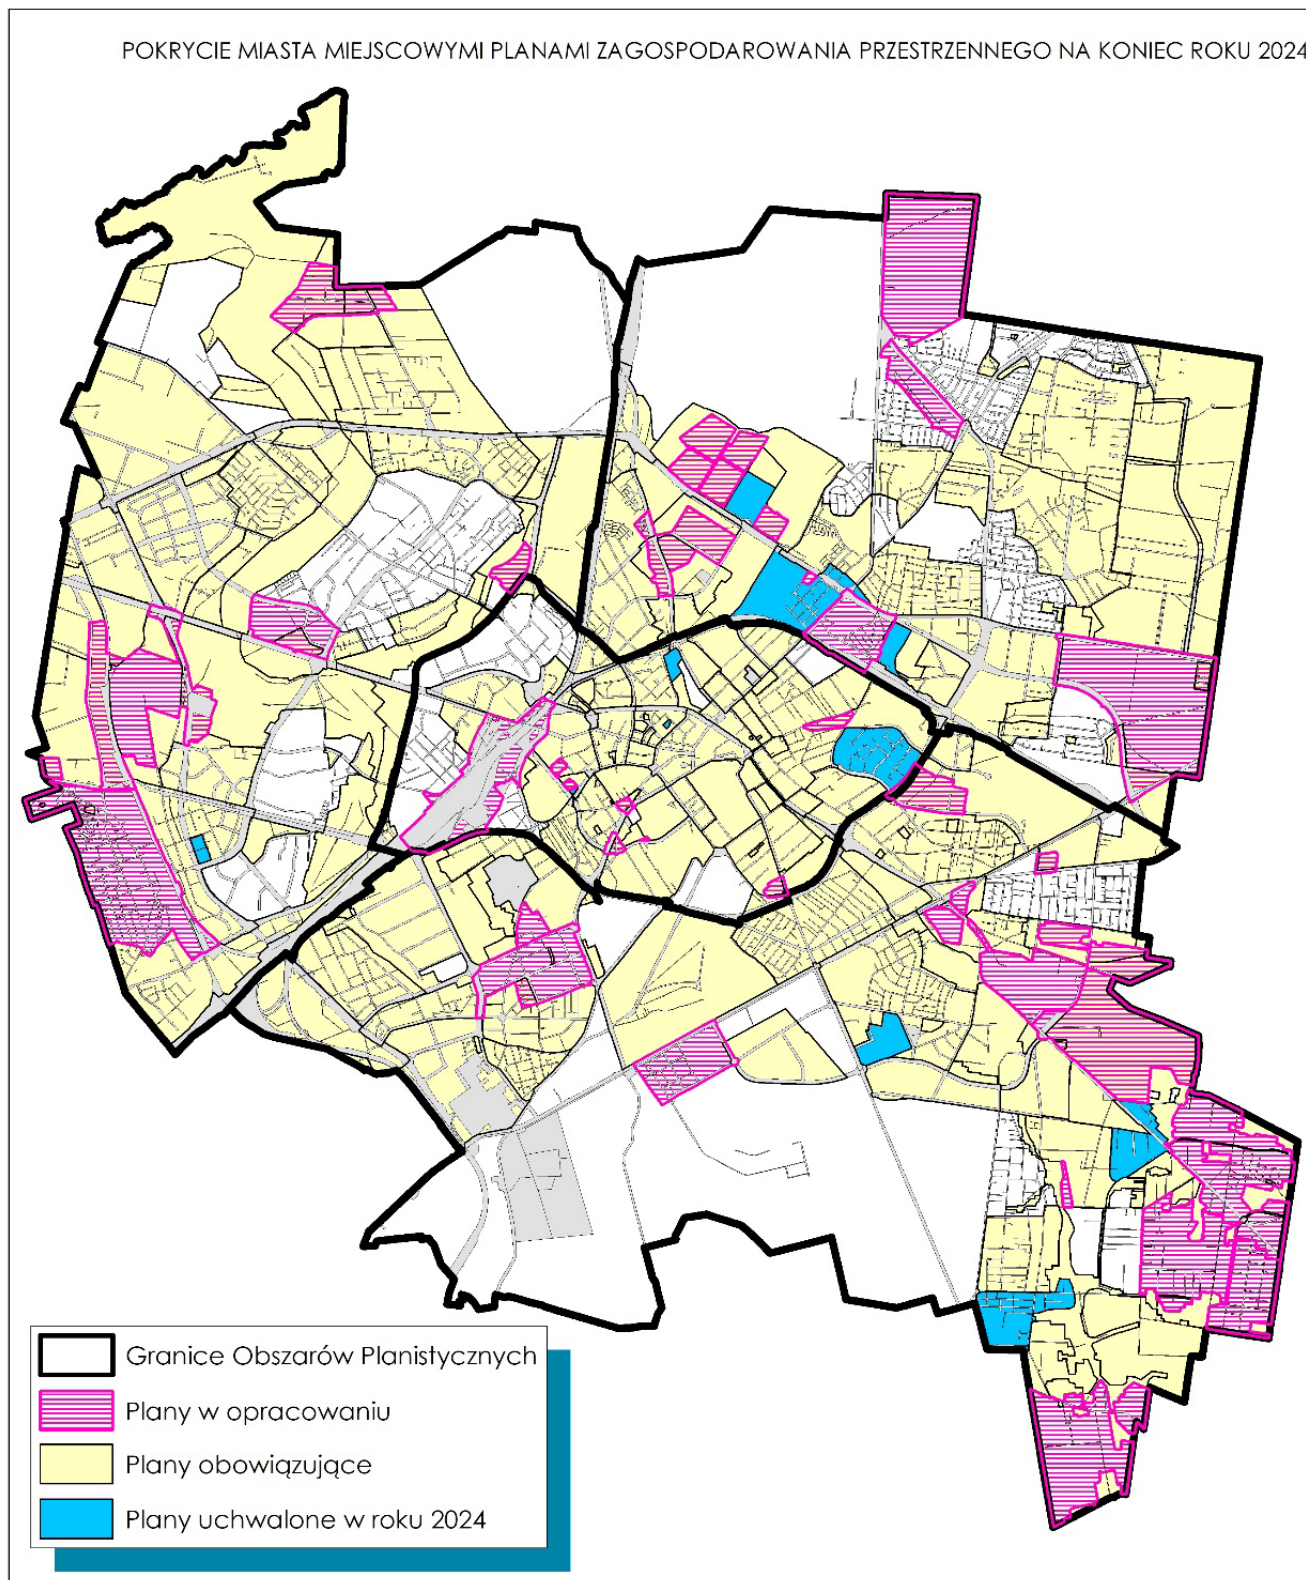 POKRYCIE MIASTA MIEJSCOWYMI PLANAMI ZAGOSPODAROWANIA PRZESTRZENNEGO NA KONIEC ROKU 2024
Granice Obszarów Planistycznych
Plany w opracowaniu
Plany obowiązujące
Plany uchwalone w roku 2024